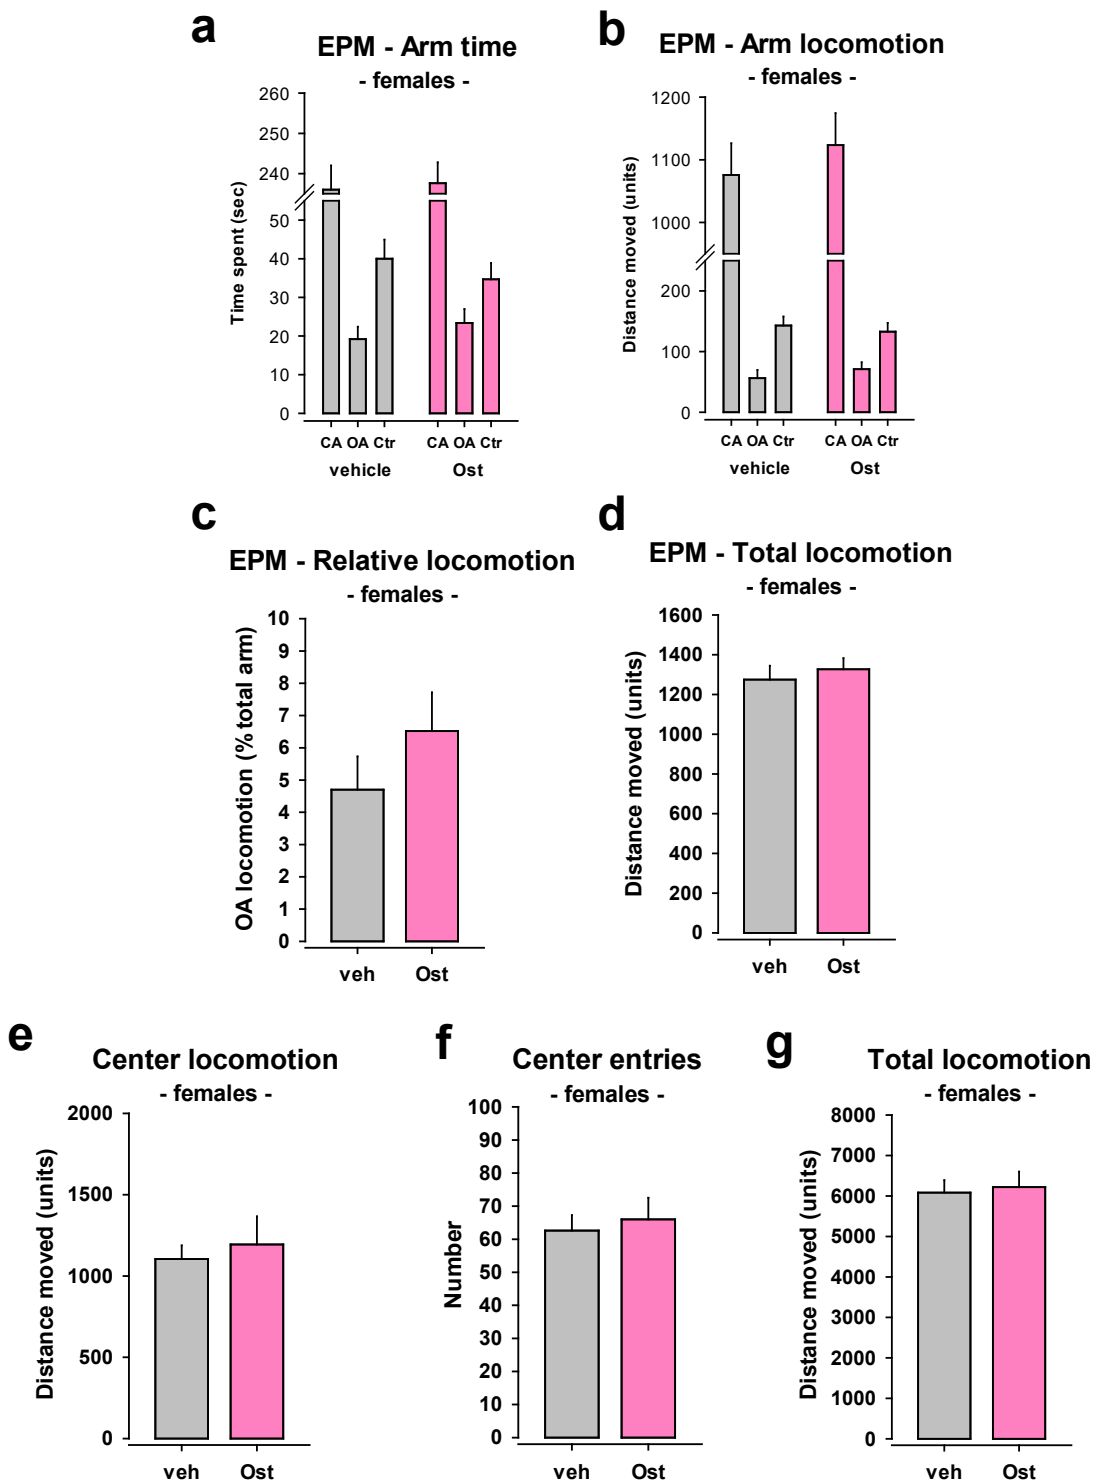 a
EPM - Arm time
- females -
260
250
240
50
40
30
20
10
0
Time spent (sec)
CA OA Ctr CA OA Ctr
vehicle Ost
b
EPM - Arm locomotion
- females -
1200
1100
1000
200
100
0
Distance moved (units)
CA OA Ctr CA OA Ctr
vehicle Ost
c
EPM - Relative locomotion
- females -
10
9
8
7
6
5
4
3
2
1
0
OA locomotion (% total arm)
veh Ost
d
EPM - Total locomotion
- females -
1600
1400
1200
1000
800
600
400
200
0
Distance moved (units)
veh Ost
e
Center locomotion
- females -
2000
1500
1000
500
0
Distance moved (units)
veh Ost
f
Center entries
- females -
100
90
80
70
60
50
40
30
20
10
0
Number
veh Ost
g
Total locomotion
- females -
8000
7000
6000
5000
4000
3000
2000
1000
0
Distance moved (units)
veh Ost